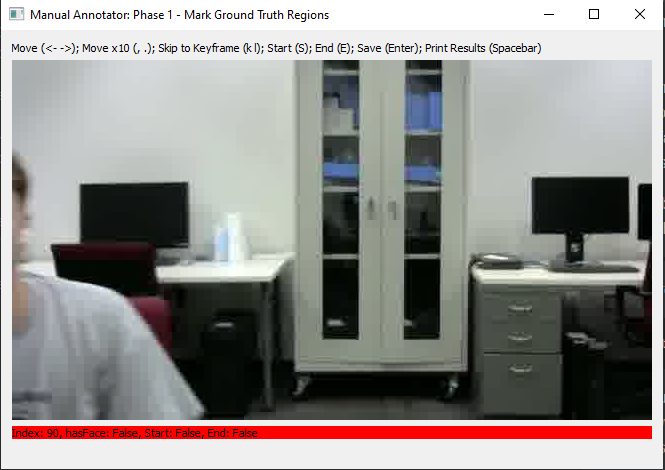 Manual Annotator: Phase 1 - Mark Ground Truth Regions
Move (<- ->); Move x10 (, .); Skip to Keyframe (k l); Start (S); End (E); Save (Enter); Print Results (Spacebar)
Index: 90, hasFace: False, Start: False, End: False